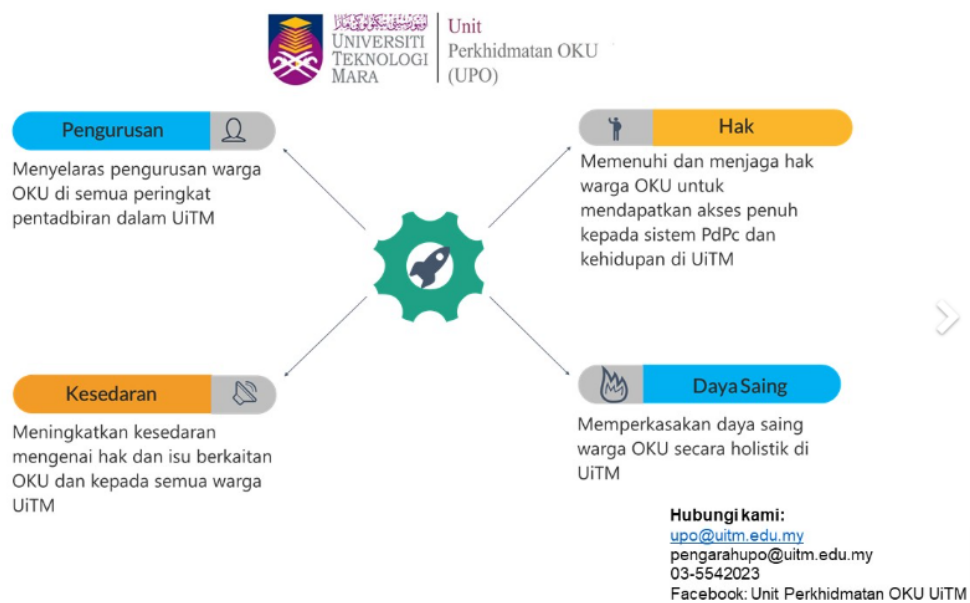 UNIVERSITI
TEKNOLOGI
MARA
Unit
Perkhidmatan OKU
(UPO)
Pengurusan
Menyelaras pengurusan warga
OKU di semua peringkat
pentadbiran dalam UiTM
Hak
Memenuhi dan menjaga hak
warga OKU untuk
mendapatkan akses penuh
kepada sistem PdPc dan
kehidupan di UiTM
Kesedaran
Meningkatkan kesedaran
mengenai hak dan isu berkaitan
OKU dan kepada semua warga
UiTM
Daya Saing
Memperkasakan daya saing
warga OKU secara holistik di
UiTM
Hubungi kami:
upo@uitm.edu.my
pengarahupo@uitm.edu.my
03-5542023
Facebook: Unit Perkhidmatan OKU UiTM